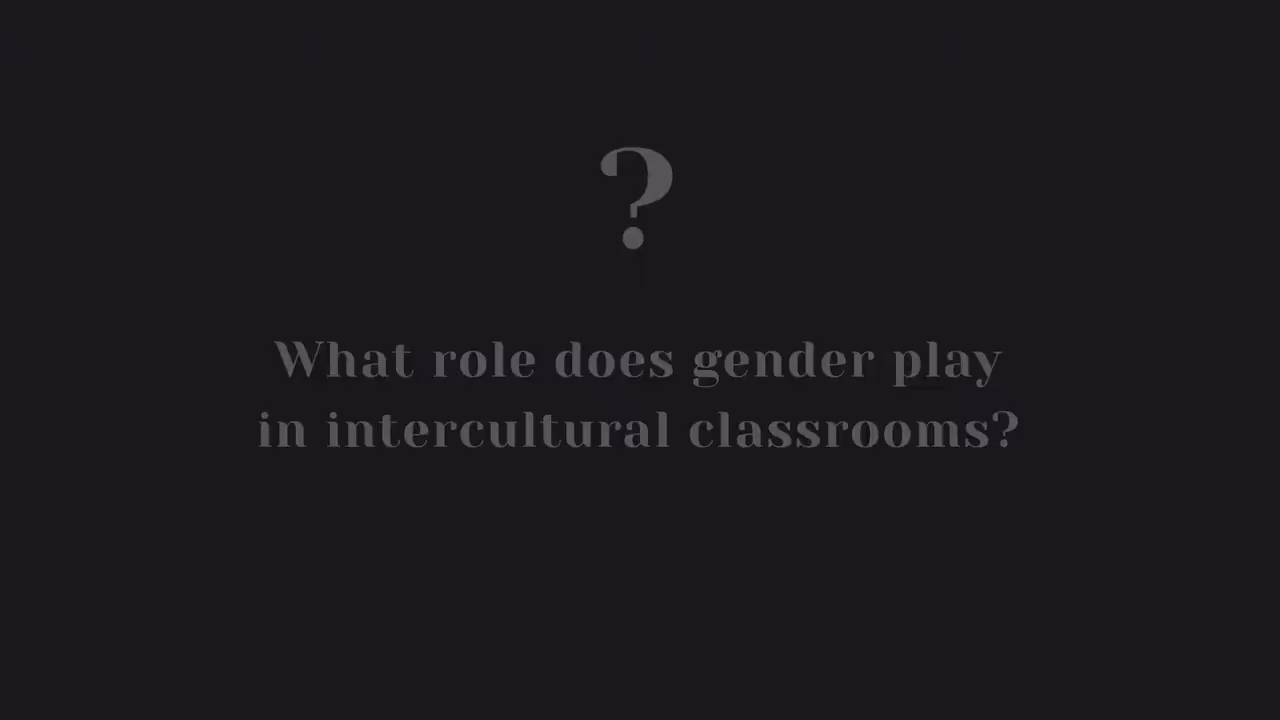 ?
What role does gender play
in intercultural classrooms?